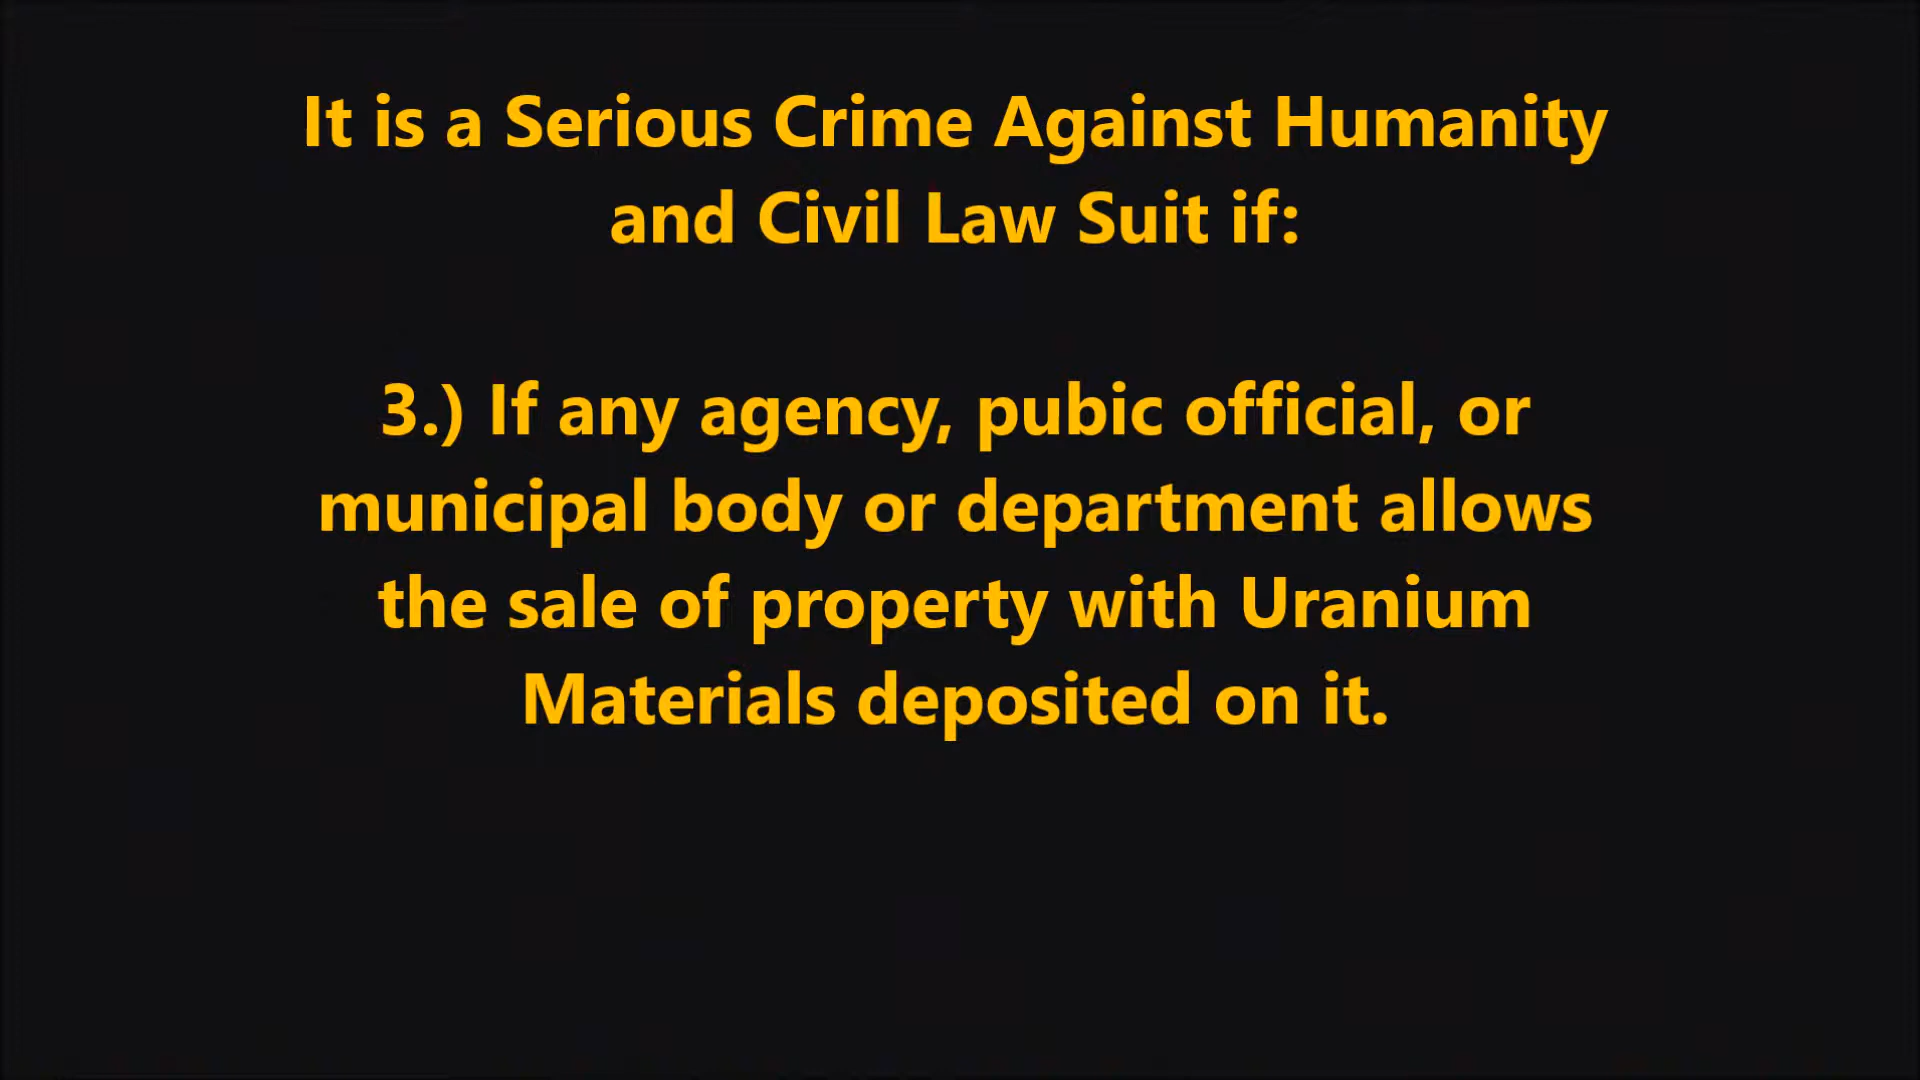 It is a Serious Crime Against Humanity
and Civil Law Suit if:
3.) If any agency, pubic official, or
municipal body or department allows
the sale of property with Uranium
Materials deposited on it.